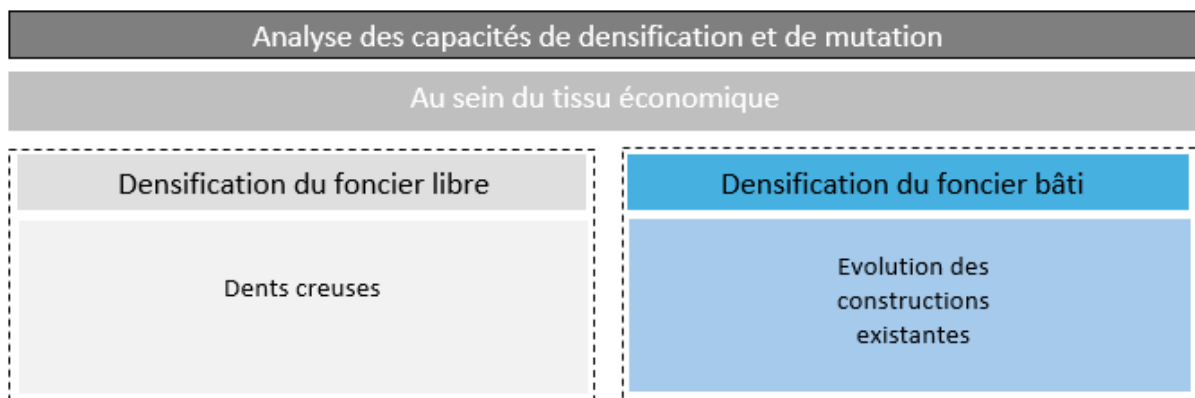 Analyse des capacités de densification et de mutation
Au sein du tissu économique
Densification du foncier libre
Dents creuses
Densification du foncier bâti
Evolution des
constructions
existantes